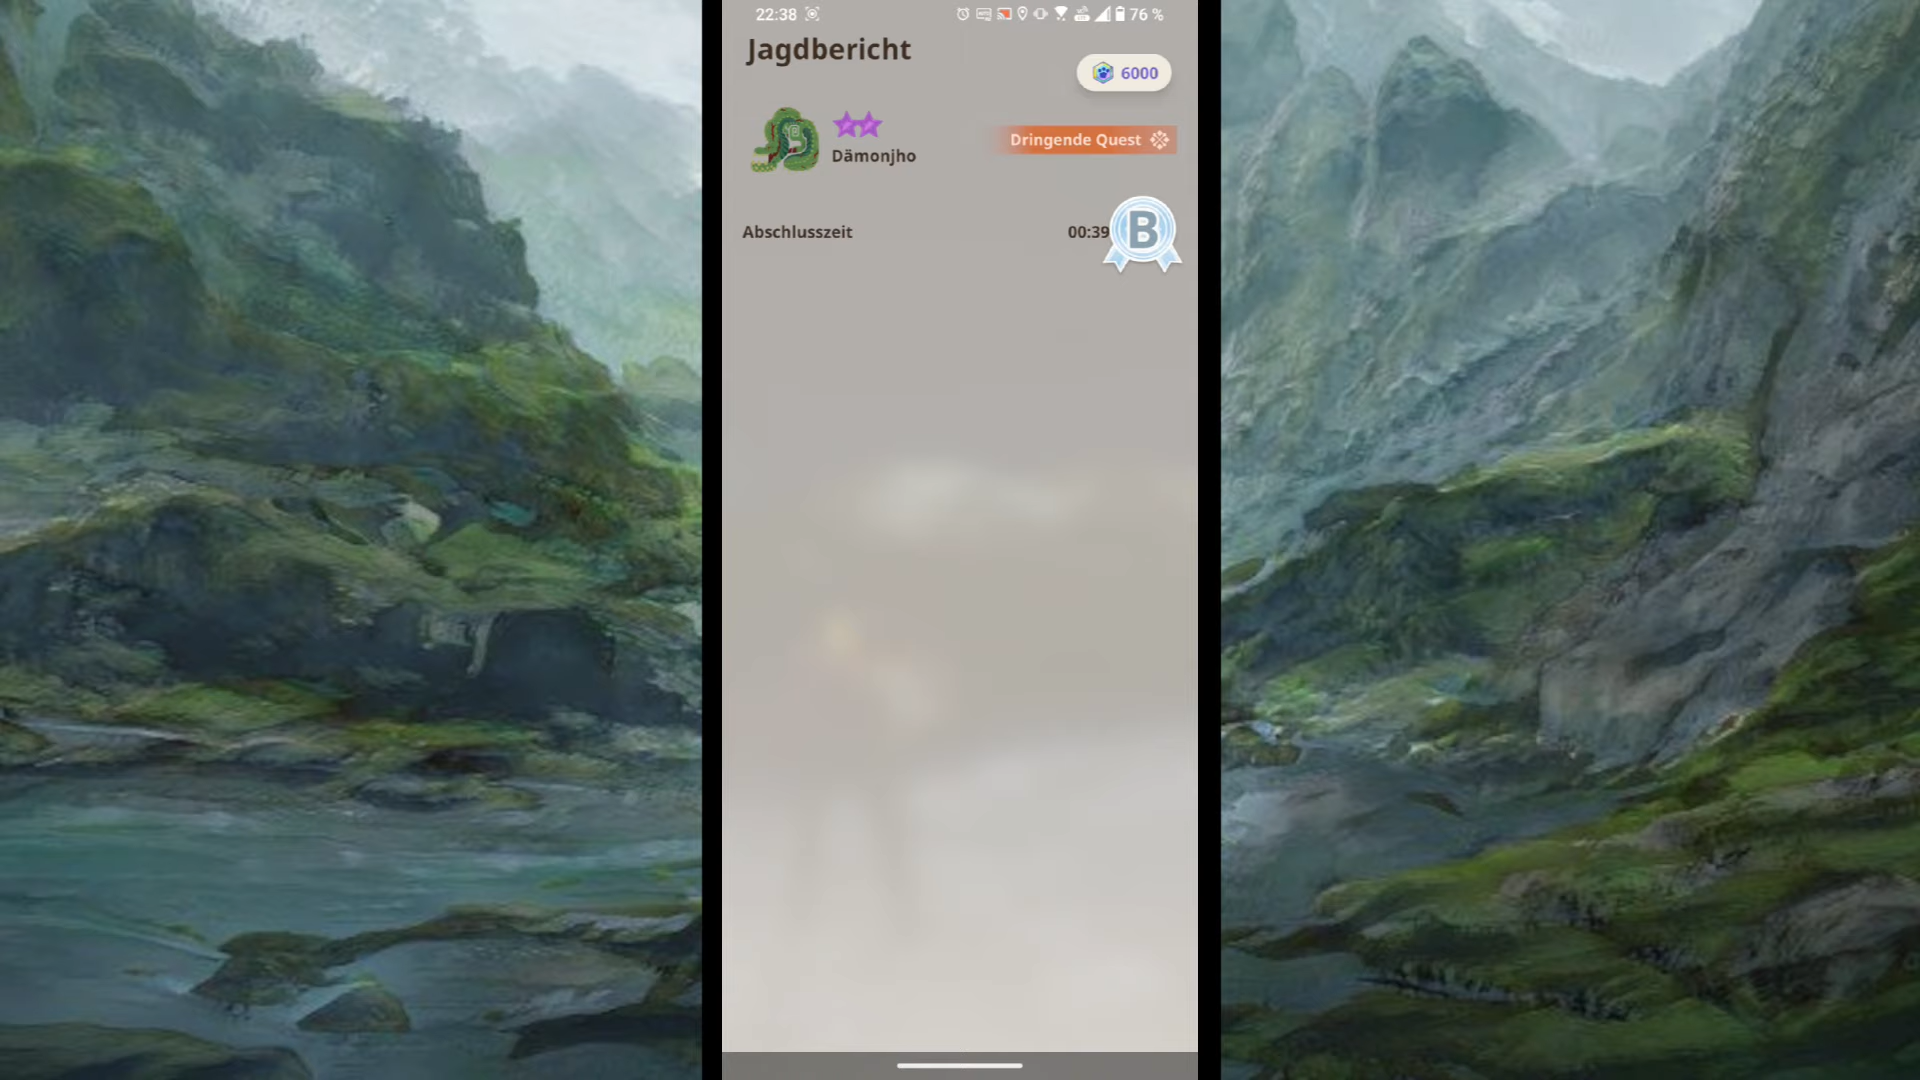 22:38
76 %
Jagdbericht
6000
Dringende Quest
Dämonjho
Abschlusszeit
00:39
B